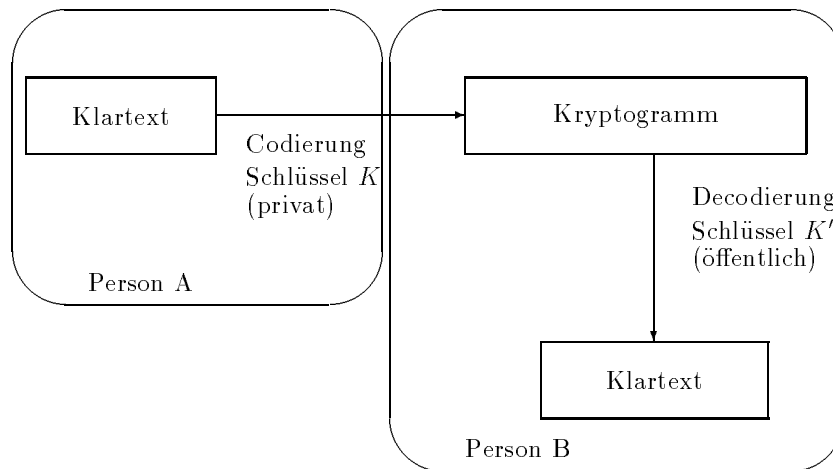 Klartext
Codierung
Schlüssel K
(privat)
Person A
Kryptogramm
Decodierung
Schlüssel K'
(öffentlich)
Klartext
Person B